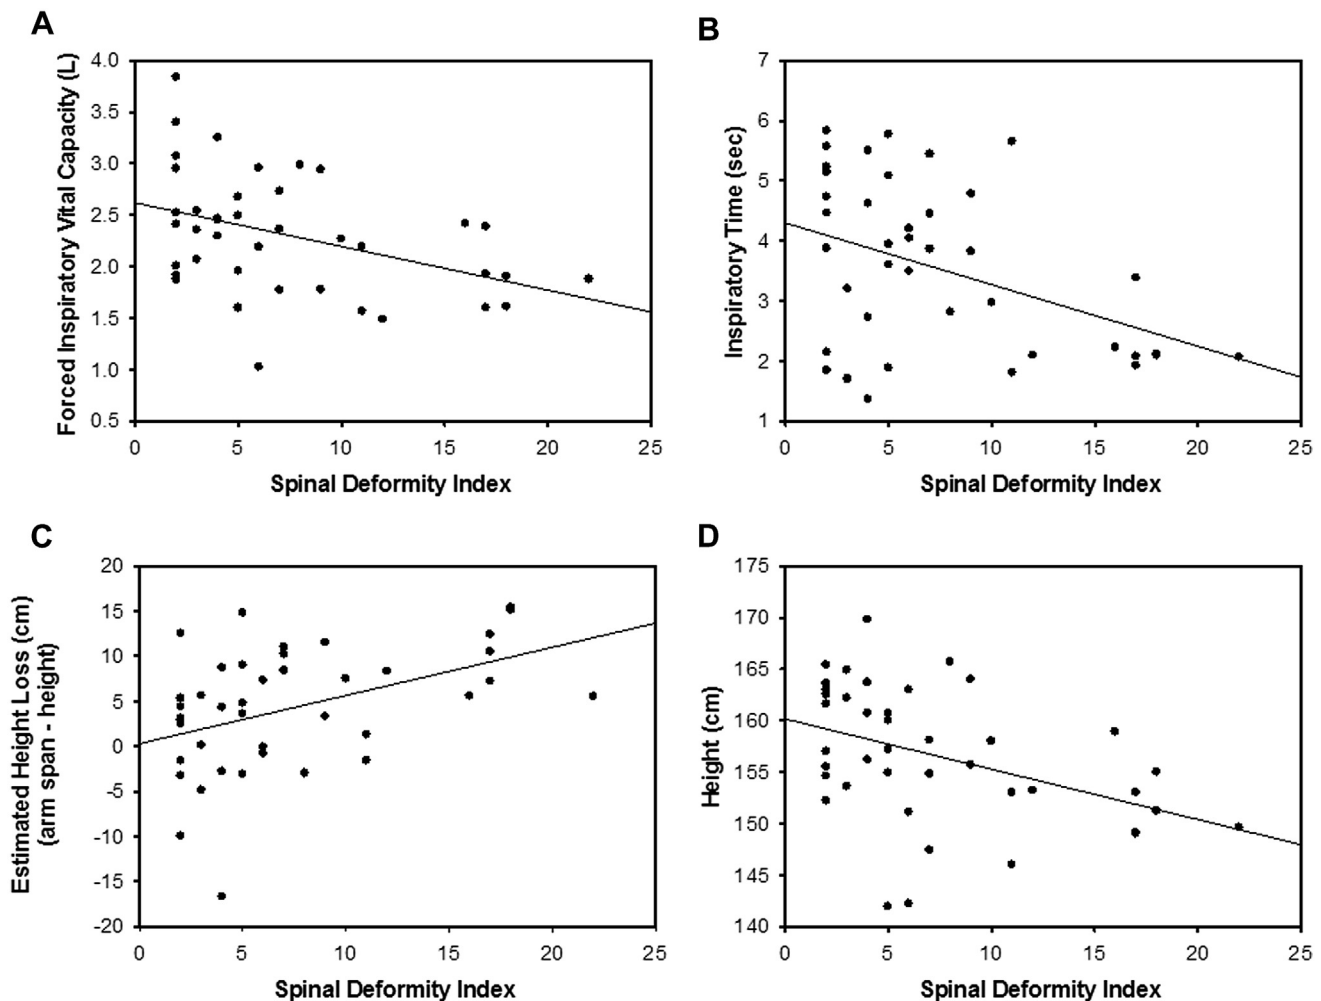 A
Forced Inspiratory Vital Capacity (L)
4.0
3.5
3.0
2.5
2.0
1.5
1.0
0.5
0 5 10 15 20 25
Spinal Deformity Index
B
Inspiratory Time (sec)
7
6
5
4
3
2
1
0 5 10 15 20 25
Spinal Deformity Index
C
Estimated Height Loss (cm)
(arm span - height)
20
15
10
5
0
-5
-10
-15
-20
0 5 10 15 20 25
Spinal Deformity Index
D
Height (cm)
175
170
165
160
155
150
145
140
0 5 10 15 20 25
Spinal Deformity Index